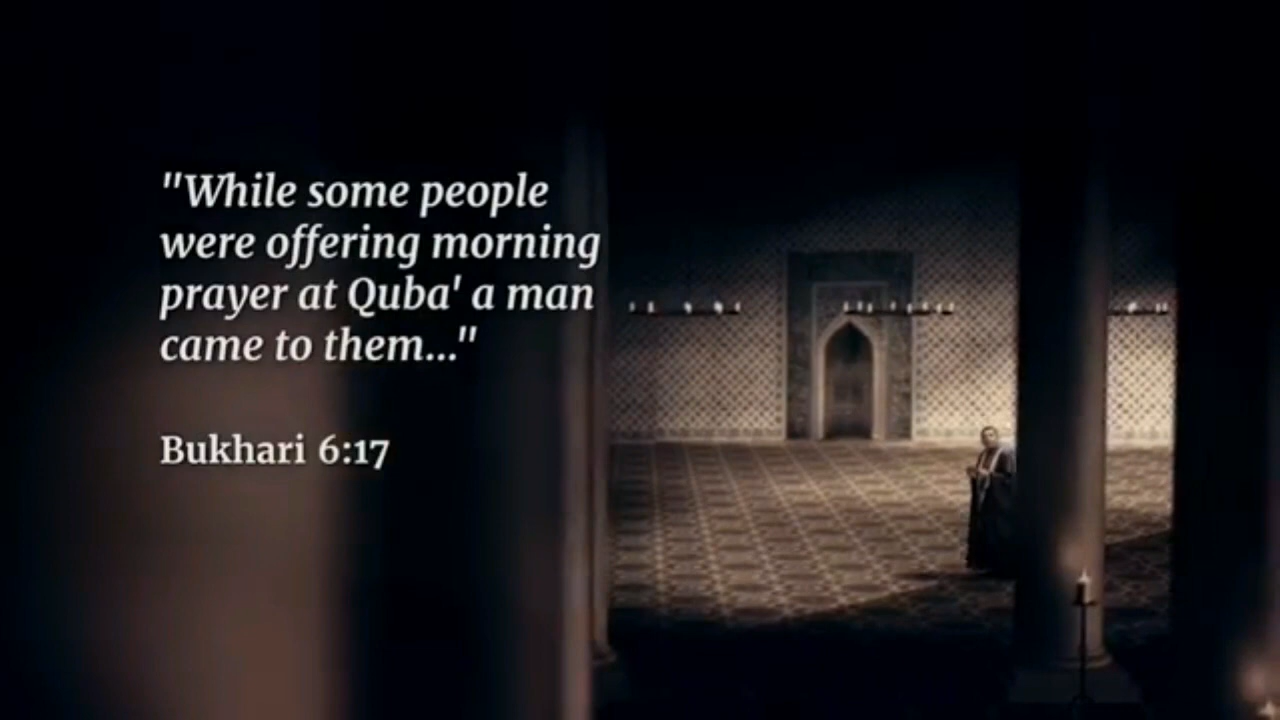 "While some people
were offering morning
prayer at Quba' a man
came to them..."
Bukhari 6:17